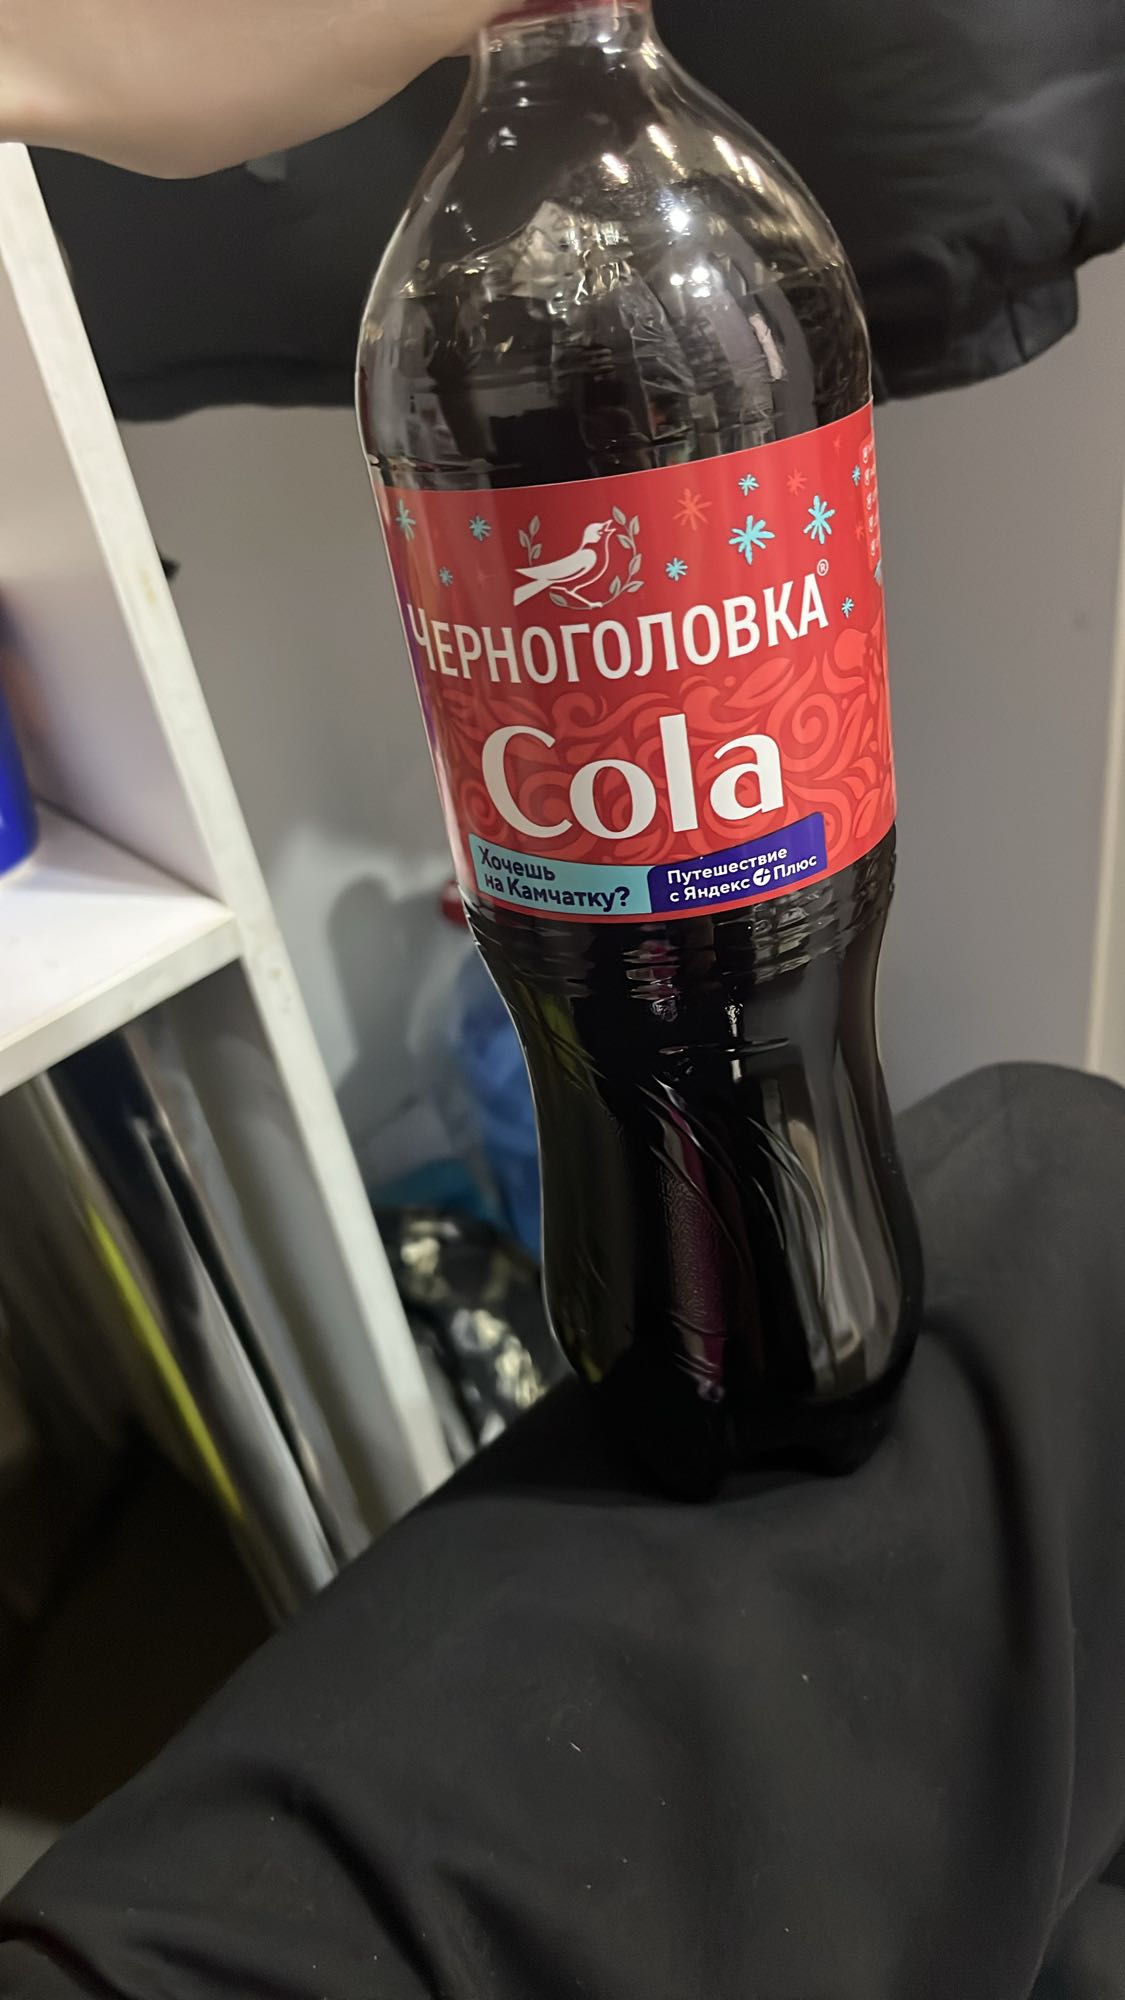 ЧЕРНОГОЛОВКА®
Cola
Хочешь
на Камчатку?
Путешествие
с Яндекс Плюс